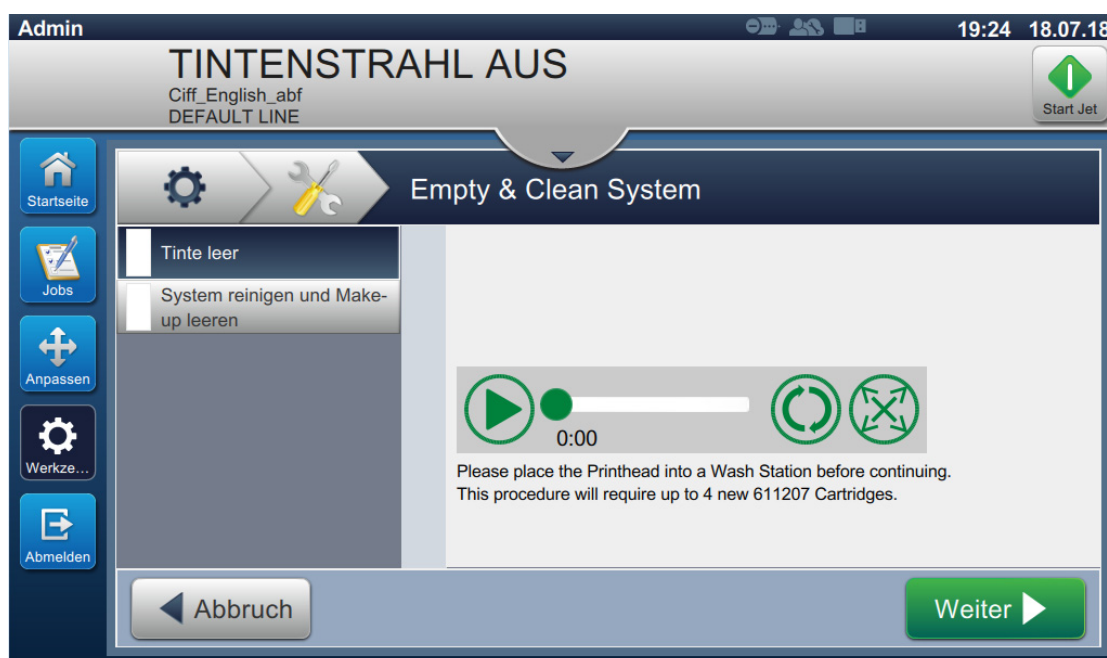 Admin
19:24 18.07.18
TINTENSTRAHL AUS
Ciff_English_abf
DEFAULT LINE
Start Jet
Startseite
Jobs
Anpassen
Werkze...
Abmelden
Empty & Clean System
Tinte leer
System reinigen und Make-
up leeren
0:00
Please place the Printhead into a Wash Station before continuing.
This procedure will require up to 4 new 611207 Cartridges.
Abbruch
Weiter